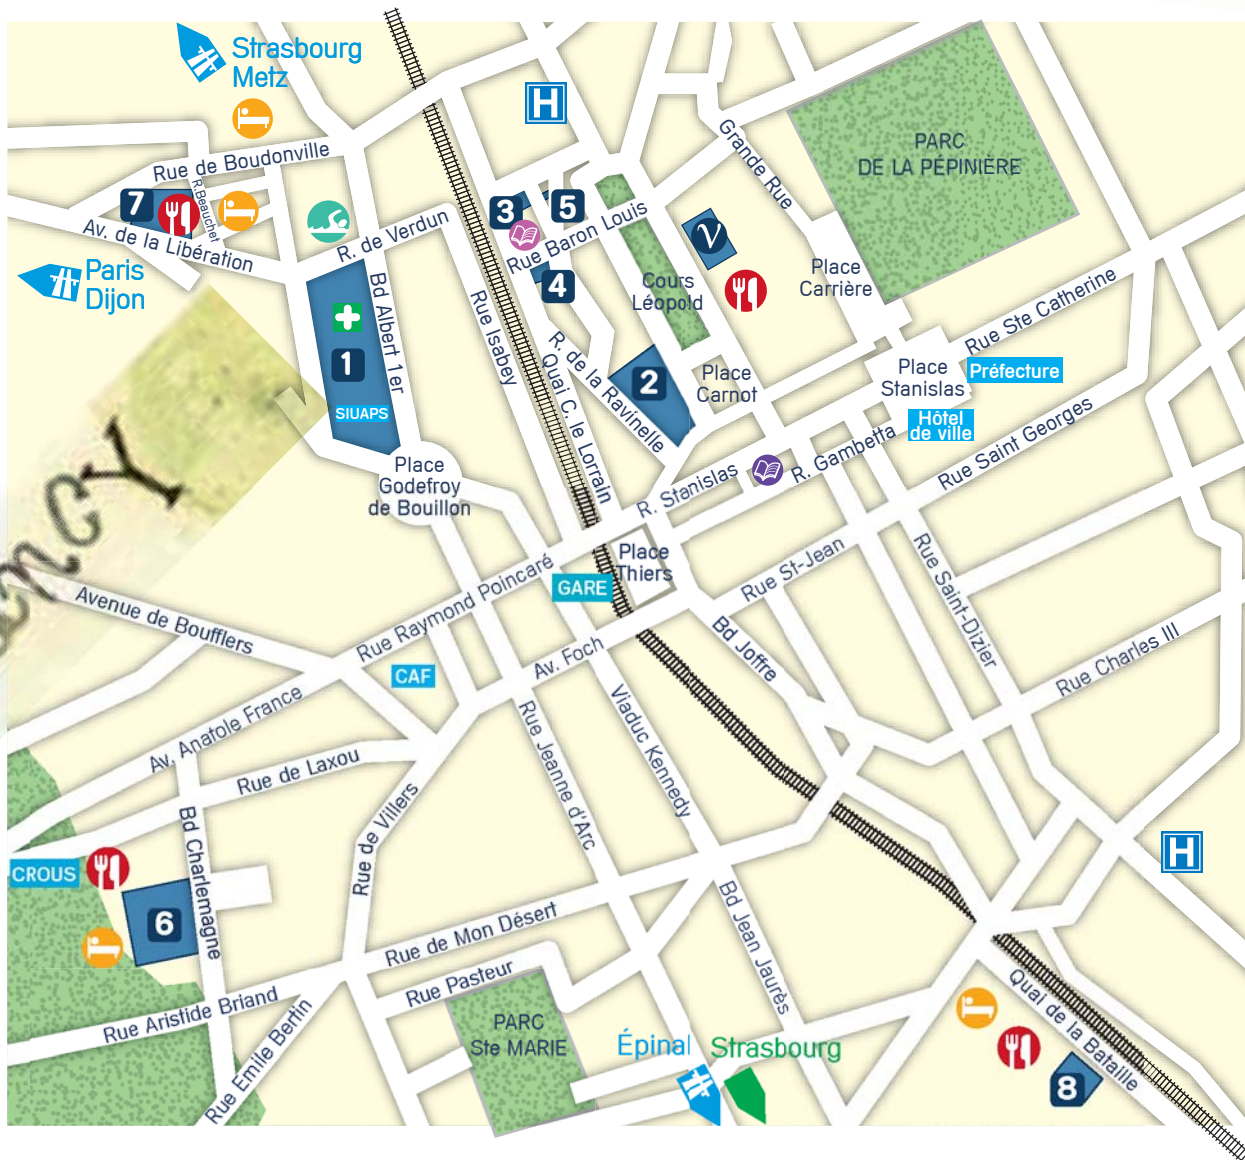 Strasbourg
Metz
H
Rue de Boudonville
Grande Rue
PARC
DE LA PÉPINIÈRE
7
R.Beauchet
3
5
Av. de la Libération
R. de Verdun
Rue Baron Louis
V
Paris
Dijon
4
Cours
Léopold
Place
Carrière
Bd Albert 1er
Rue Isabey
Rue Ste Catherine
1
SIUAPS
Quai C. le Lorrain
R. de la Ravinelle
2
Place
Carnot
Place
Stanislas
Préfecture
Hôtel
de ville
ncy
Place
Godefroy
de Bouillon
R. Stanislas
R. Gambetta
Rue Saint Georges
Place
Thiers
GARE
Rue St-Jean
Rue Saint-Dizier
Avenue de Boufflers
Rue Raymond Poincaré
CAF
Av. Foch
Bd Joffre
Rue Charles III
Av. Anatole France
Rue de Laxou
Rue Jeanne d'Arc
Viaduc Kennedy
Bd Charlemagne
Rue de Villers
H
CROUS
6
Rue de Mon Désert
Bd Jean Jaurès
Rue Pasteur
Rue Aristide Briand
Rue Emile Bertin
PARC
Ste MARIE
Épinal
Strasbourg
Quai de la Bataille
8